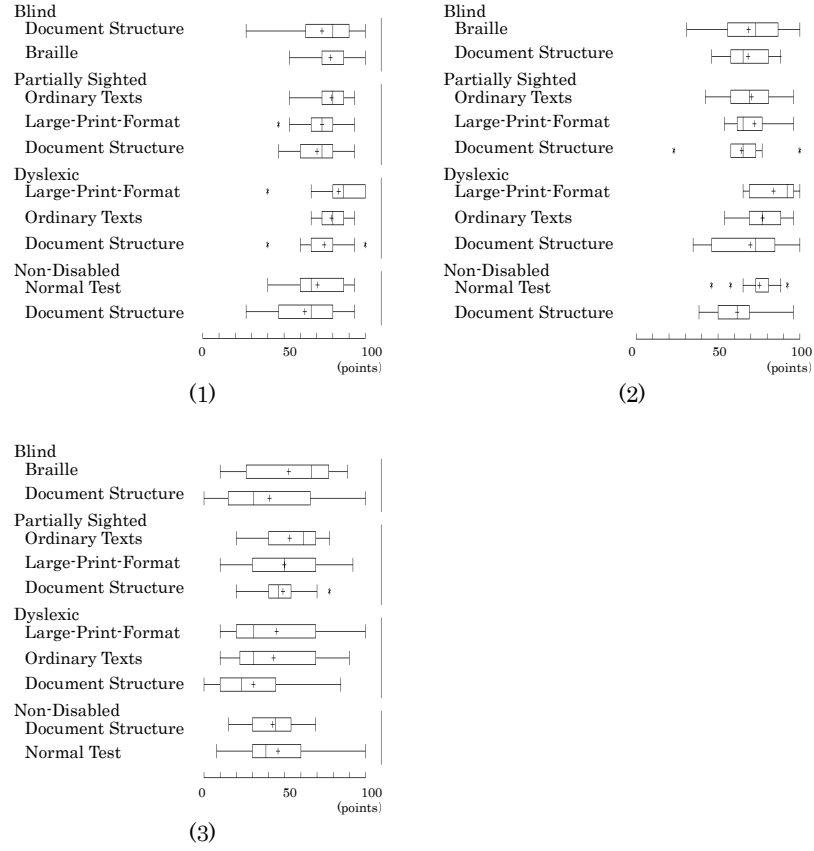 Blind
Document Structure
Braille
Partially Sighted
Ordinary Texts
Large-Print-Format
Document Structure
Dyslexic
Large-Print-Format
Ordinary Texts
Document Structure
Non-Disabled
Normal Test
Document Structure
0 50 100
(points)
(1)
Blind
Braille
Document Structure
Partially Sighted
Ordinary Texts
Large-Print-Format
Document Structure
Dyslexic
Large-Print-Format
Ordinary Texts
Document Structure
Non-Disabled
Normal Test
Document Structure
0 50 100
(points)
(2)
Blind
Braille
Document Structure
Partially Sighted
Ordinary Texts
Large-Print-Format
Document Structure
Dyslexic
Large-Print-Format
Ordinary Texts
Document Structure
Non-Disabled
Document Structure
Normal Test
0 50 100
(points)
(3)